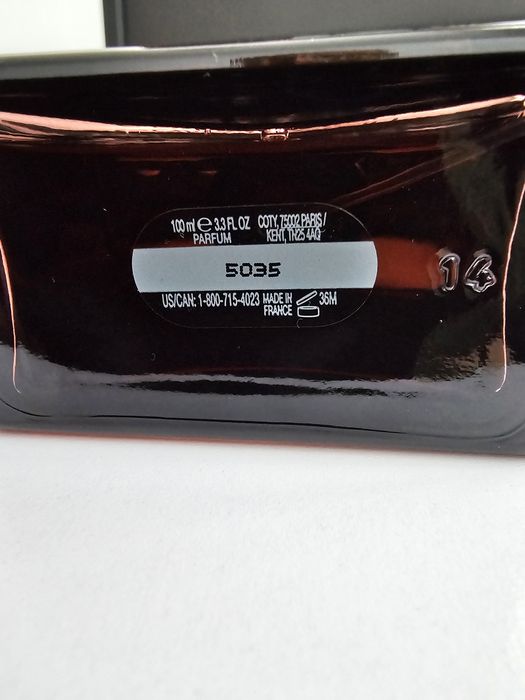 100 ml ℮ 3.3 FL OZ COTY, 75002 PARIS /
PARFUM KENT, TN25 4AQ
5035
US/CAN: 1-800-715-4023 MADE IN FRANCE 36M
14